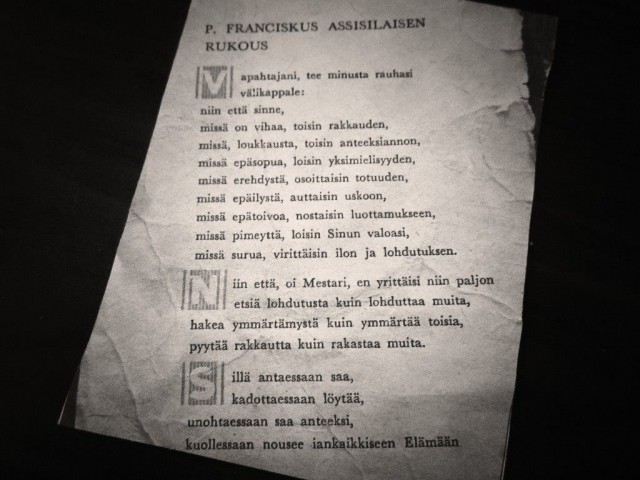 P. FRANCISKUS ASSISILAISEN
RUKOUS
Vapahtajani, tee minusta rauhasi
välikappale:
niin että sinne,
missä on vihaa, toisin rakkauden,
missä, loukkausta, toisin anteeksiannon,
missä epäsopua, loisin yksimielisyyden,
missä erehdystä, osoittaisin totuuden,
missä epäilystä, auttaisin uskoon,
missä epätoivoa, nostaisin luottamukseen,
missä pimeyttä, loisin Sinun valoasi,
missä surua, virittäisin ilon ja lohdutuksen.
Niin että, oi Mestari, en yrittäisi niin paljon
etsiä lohdutusta kuin lohduttaa muita,
hakea ymmärtämystä kuin ymmärtää toisia,
pyytää rakkautta kuin rakastaa muita.
Sillä antaessaan saa,
kadottaessaan löytää,
unohtaessaan saa anteeksi,
kuollessaan nousee iankaikkiseen Elämään